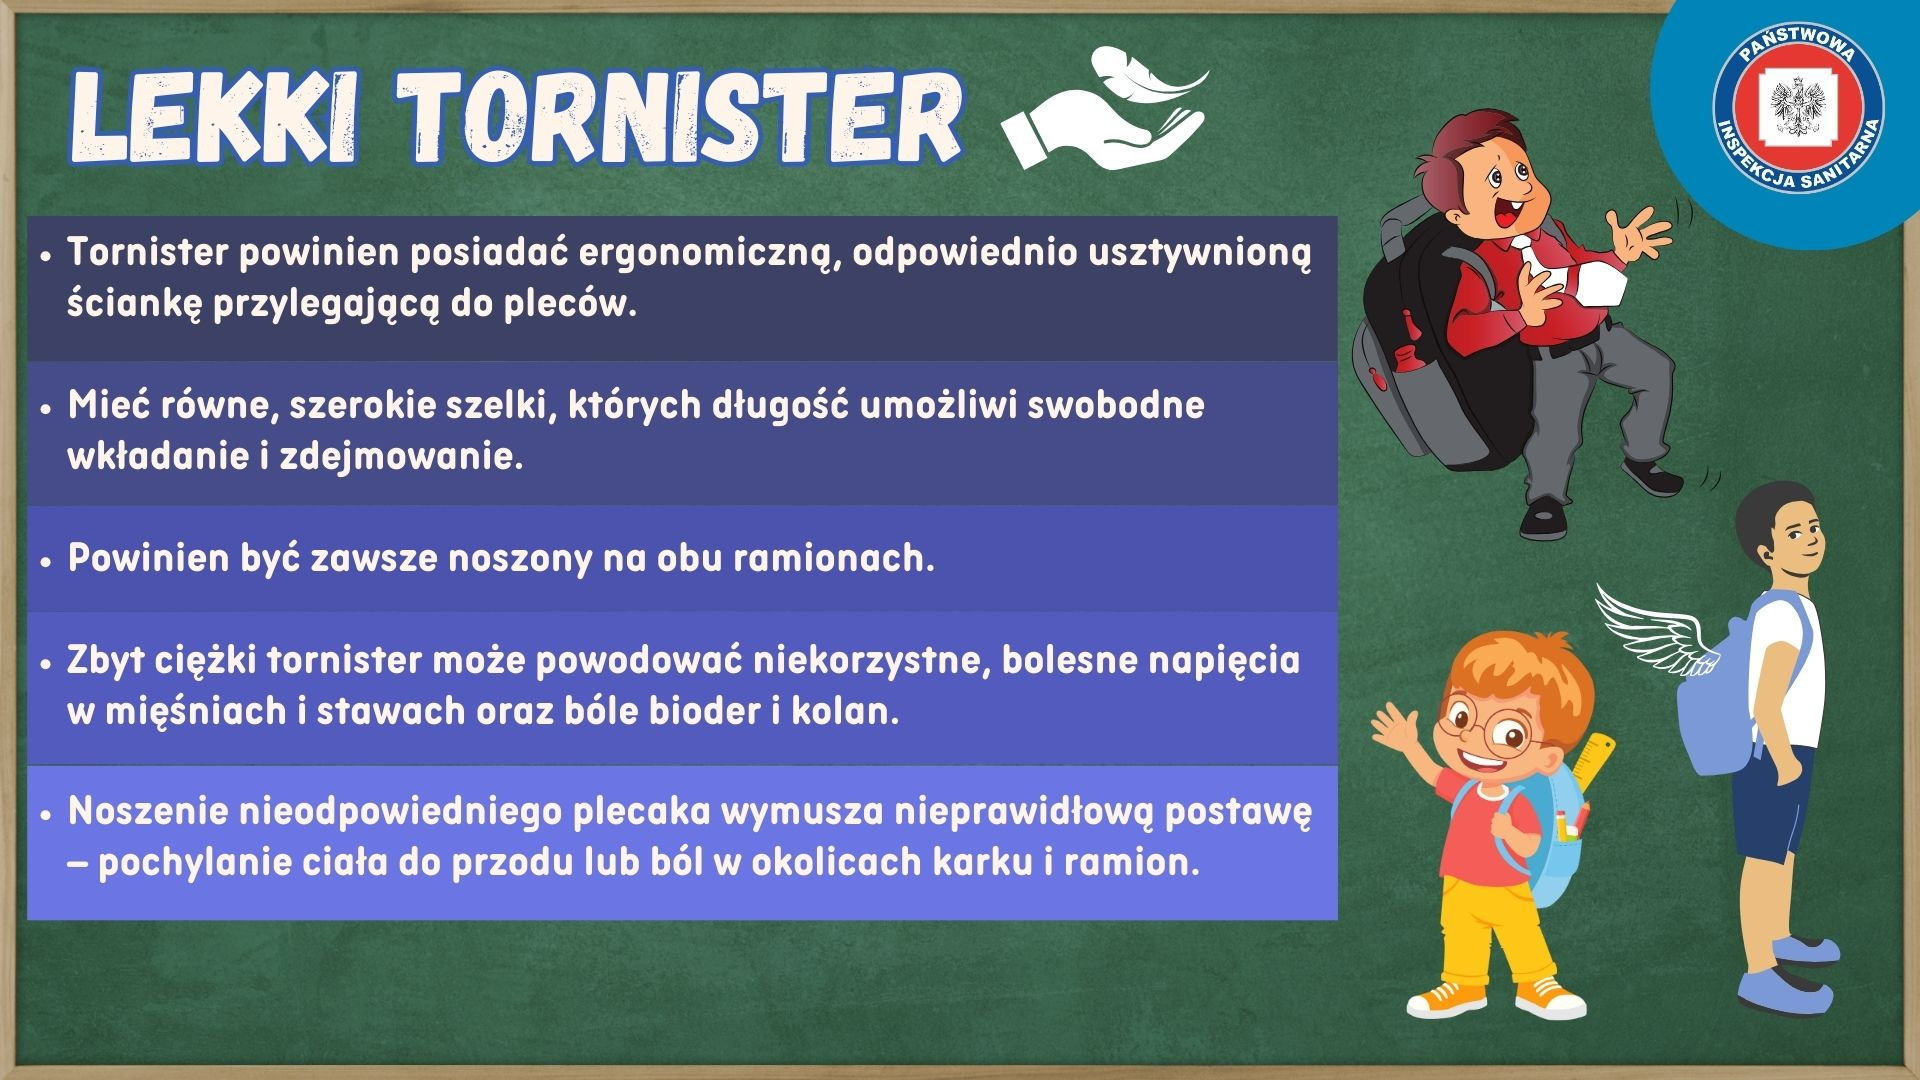 LEKKI TORNISTER
PAŃSTWOWA
INSPEKCJA SANITARNA
• Tornister powinien posiadać ergonomiczną, odpowiednio usztywnioną
ściankę przylegającą do pleców.
• Mieć równe, szerokie szelki, których długość umożliwi swobodne
wkładanie i zdejmowanie.
• Powinien być zawsze noszony na obu ramionach.
• Zbyt ciężki tornister może powodować niekorzystne, bolesne napięcia
w mięśniach i stawach oraz bóle bioder i kolan.
• Noszenie nieodpowiedniego plecaka wymusza nieprawidłową postawę
– pochylanie ciała do przodu lub ból w okolicach karku i ramion.